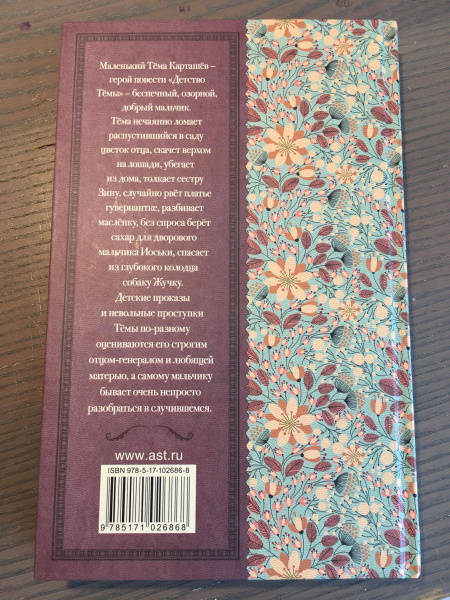 Маленький Тёма Карташёв –
герой повести «Детство
Тёмы» – беспечный, озорной,
добрый мальчик.
Тёма нечаянно ломает
распустившийся в саду
цветок отца, скачет верхом
на лошади, убегает
из дома, толкает сестру
Зину, случайно рвёт платье
гувернантке, разбивает
маслёнку, без спроса берёт
сахар для дворового
мальчика Иоськи, спасает
из глубокого колодца
собаку Жучку.
Детские проказы
и невольные проступки
Тёмы по-разному
оцениваются его строгим
отцом-генералом и любящей
матерью, а самому мальчику
бывает очень непросто
разобраться в случившемся.
www.ast.ru
ISBN 978-5-17-102686-8
9 785171 026868